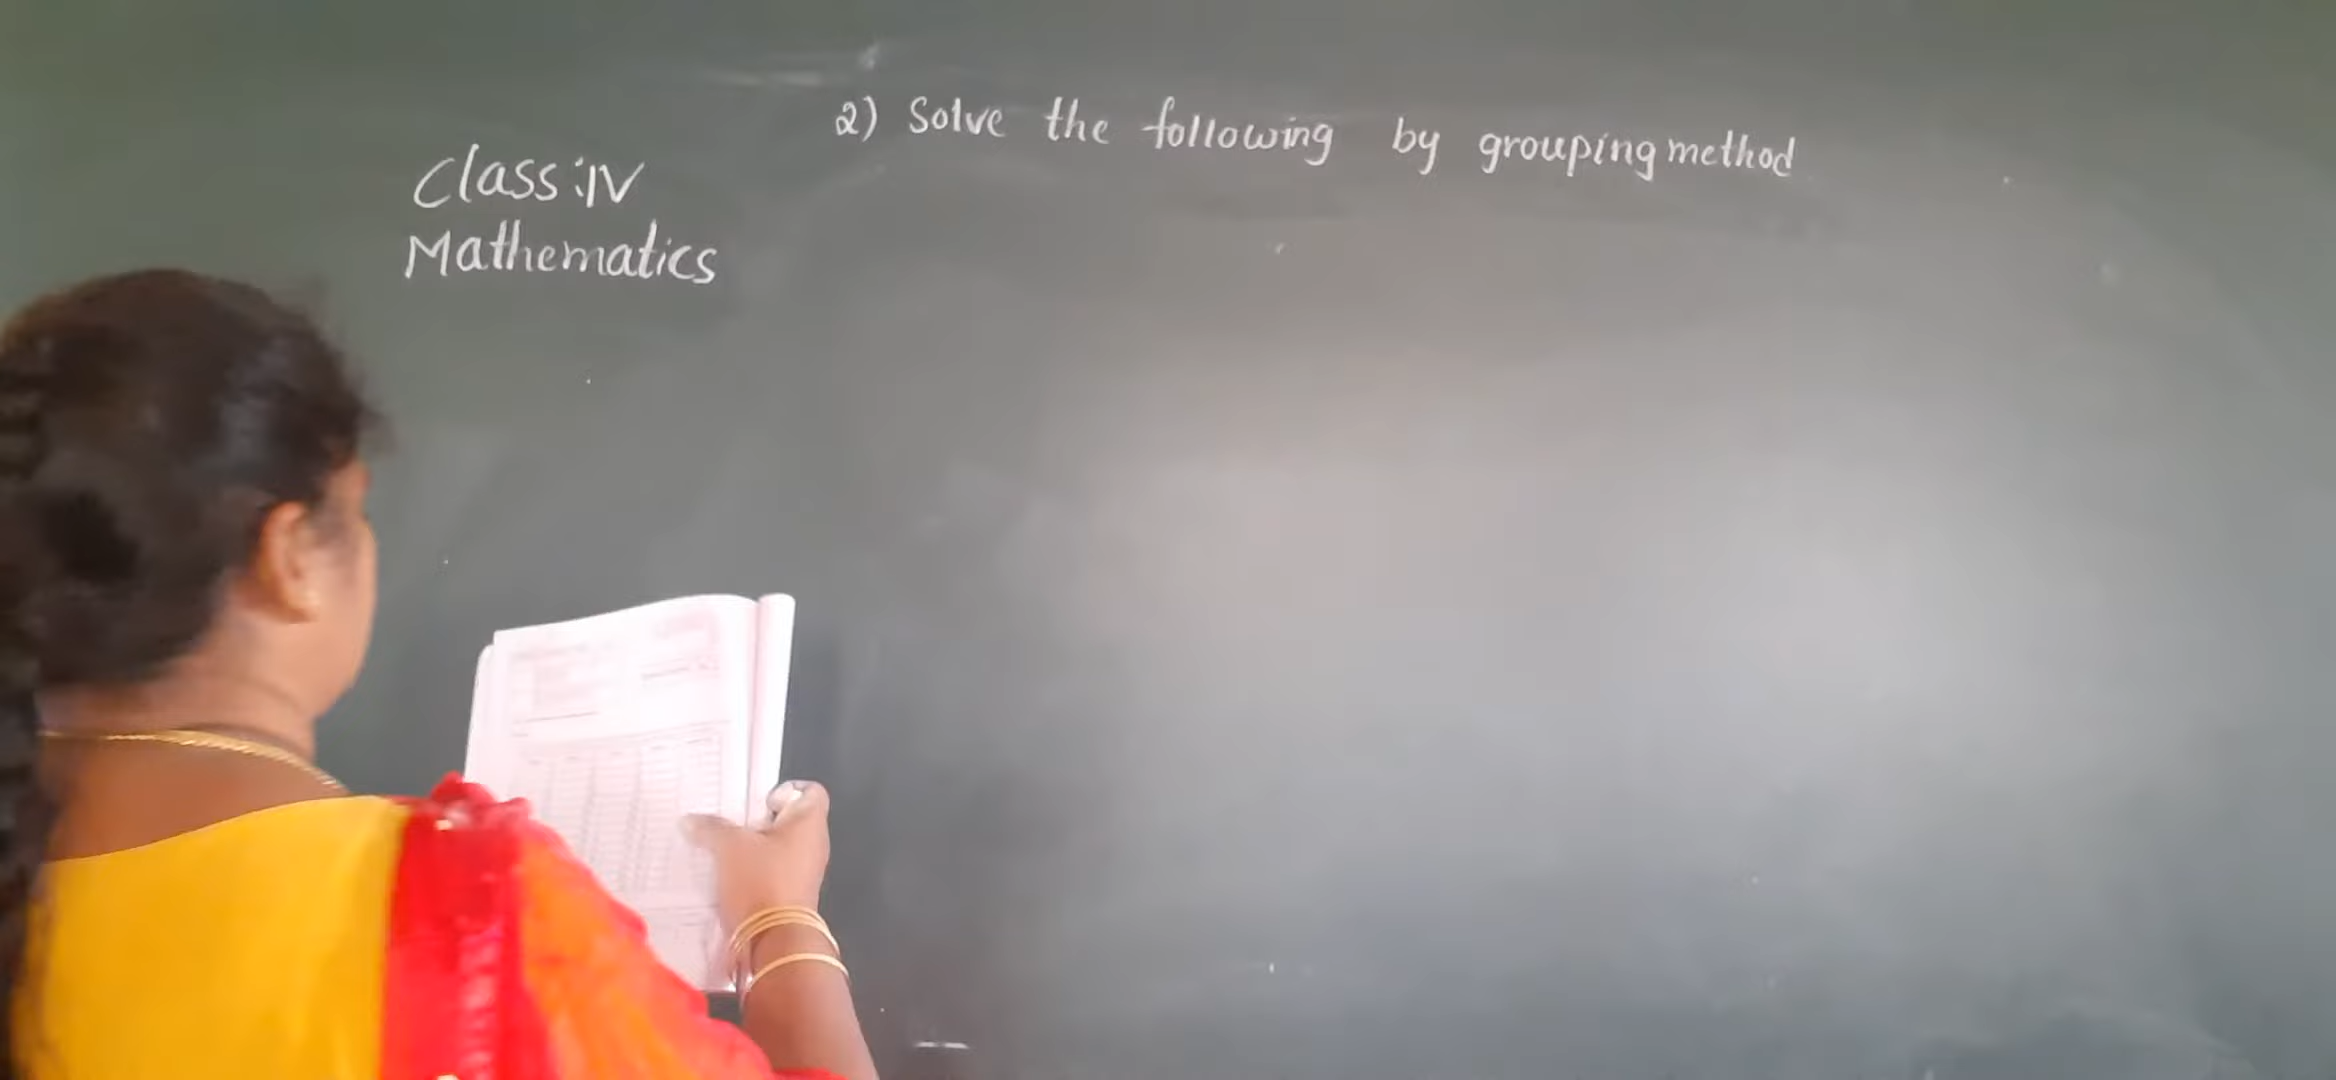 2) Solve the following by grouping method
Class : IV
Mathematics